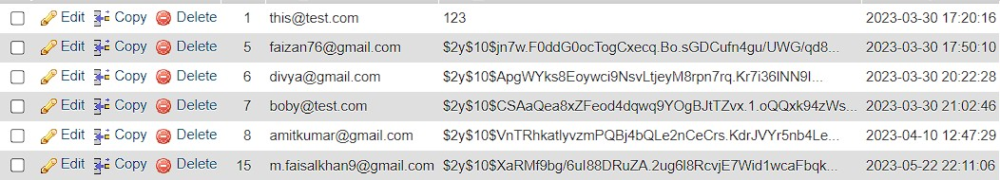 Edit Copy Delete 1 this@test.com 123 2023-03-30 17:20:16
Edit Copy Delete 5 faizan76@gmail.com $2y$10$jn7w.F0ddG0ocTogCxecq.Bo.sGDCufn4gu/UWG/qd8... 2023-03-30 17:50:10
Edit Copy Delete 6 divya@gmail.com $2y$10$ApgWYks8Eoywci9NsvLtjeyM8rpn7rq.Kr7i36lNN9l... 2023-03-30 20:22:28
Edit Copy Delete 7 boby@test.com $2y$10$CSAaQea8xZFeod4dqwq9YOgBJtTZvx.1.oQQxk94zWs... 2023-03-30 21:02:46
Edit Copy Delete 8 amitkumar@gmail.com $2y$10$VnTRhkatlyvzmPQBj4bQLe2nCeCrs.KdrJVYr5nb4Le... 2023-04-10 12:47:29
Edit Copy Delete 15 m.faisalkhan9@gmail.com $2y$10$XaRMf9bg/6uI88DRuZA.2ug6l8RcvjE7Wid1wcaFbqk... 2023-05-22 22:11:06